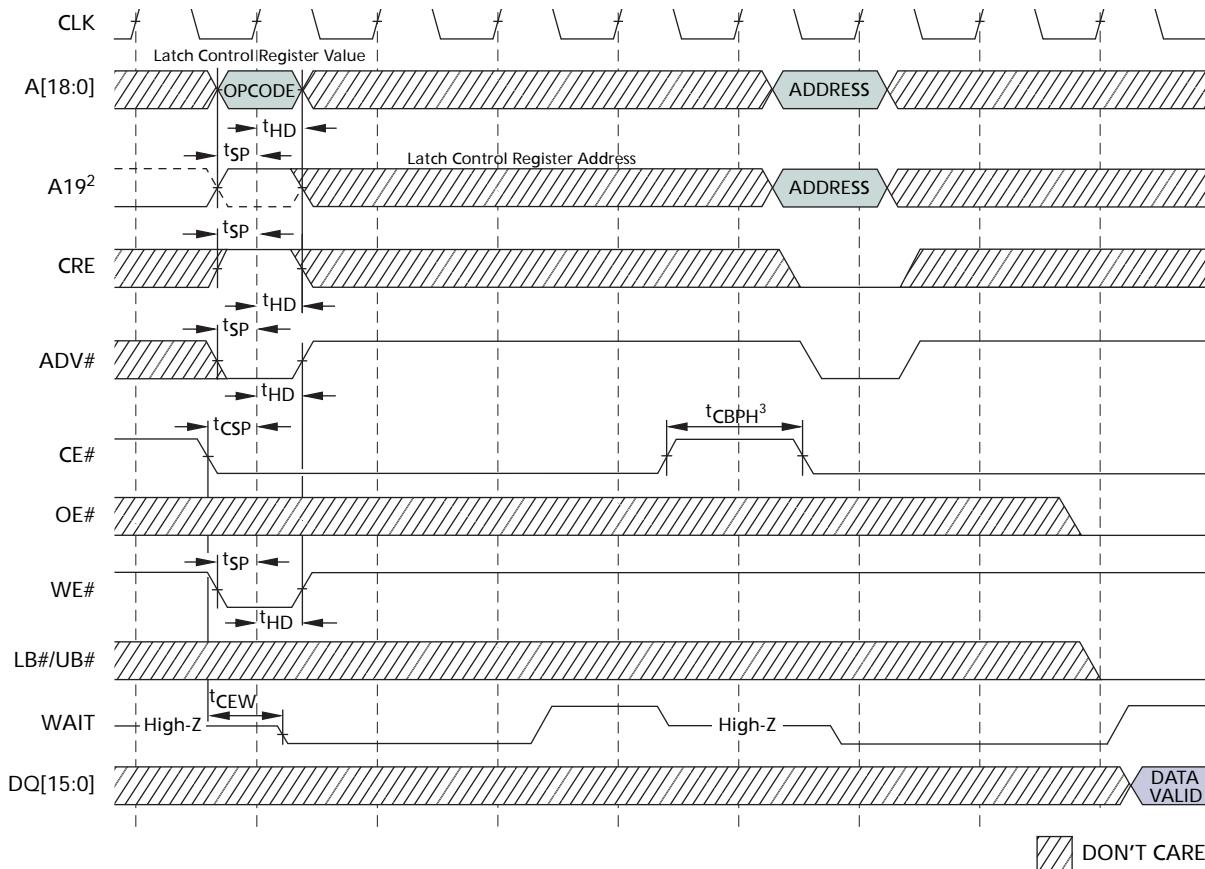 CLK
Latch Control Register Value
A[18:0]
OPCODE
ADDRESS
tHD
tSP
Latch Control Register Address
A19²
ADDRESS
tSP
CRE
tHD
tSP
ADV#
tHD
tCSP
tCBPH³
CE#
OE#
tSP
WE#
tHD
LB#/UB#
tCEW
WAIT
High-Z
High-Z
DQ[15:0]
DATA
VALID
DON'T CARE